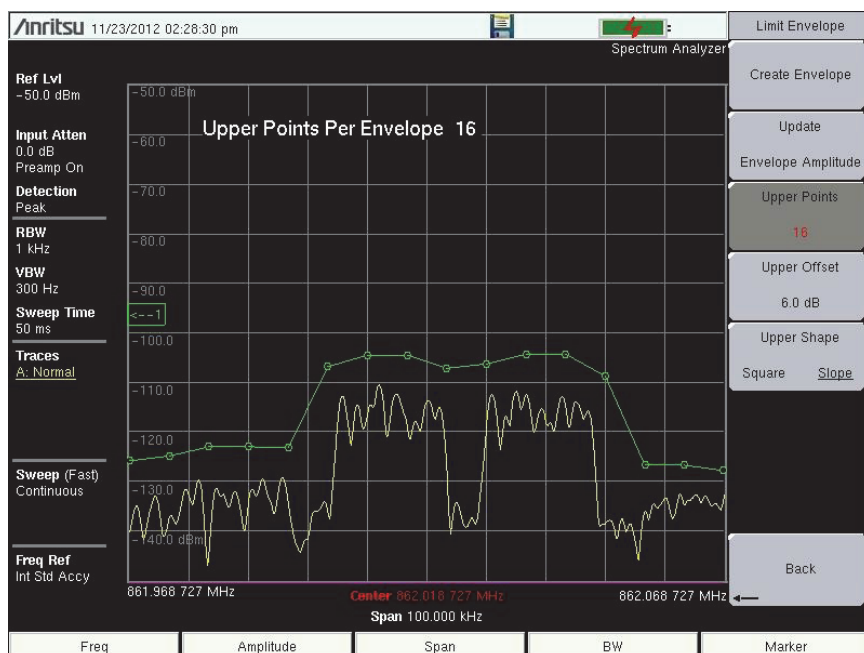 Anritsu 11/23/2012 02:28:30 pm
Spectrum Analyzer
Ref Lvl
-50.0 dBm
Input Atten
0.0 dB
Preamp On
Detection
Peak
RBW
1 kHz
VBW
300 Hz
Sweep Time
50 ms
Traces
A: Normal
Sweep (Fast)
Continuous
Freq Ref
Int Std Accy
-50.0 dBm
Upper Points Per Envelope 16
-60.0
-70.0
-80.0
-90.0
<--1
-100.0
-110.0
-120.0
-130.0
-140.0 dBm
861.968 727 MHz
Center 862.018 727 MHz
862.068 727 MHz
Span 100.000 kHz
Limit Envelope
Create Envelope
Update
Envelope Amplitude
Upper Points
16
Upper Offset
6.0 dB
Upper Shape
Square Slope
Back
Freq
Amplitude
Span
BW
Marker